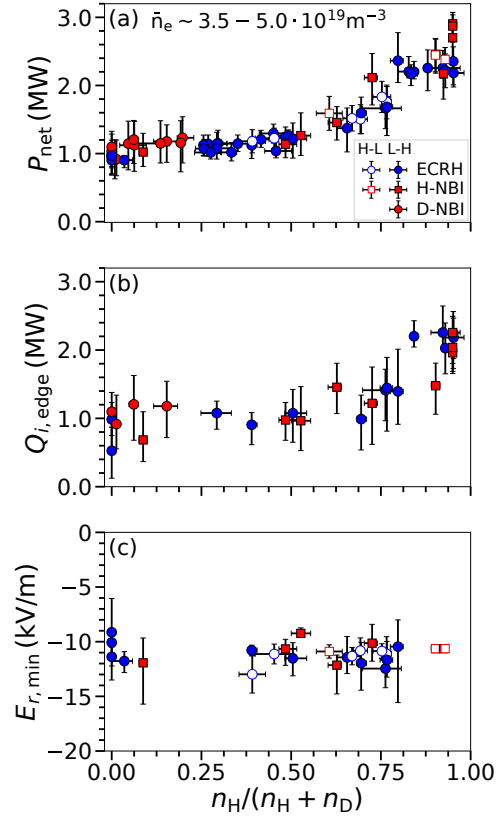 (a) n̄e ~ 3.5 − 5.0 · 10¹⁹m⁻³
3.0
2.0
1.0
0.0
Pnet (MW)
H-L L-H
ECRH
H-NBI
D-NBI
(b)
3.0
2.0
1.0
0.0
Qi, edge (MW)
(c)
0
−5
−10
−15
−20
Er, min (kV/m)
0.00 0.25 0.50 0.75 1.00
nH/(nH + nD)